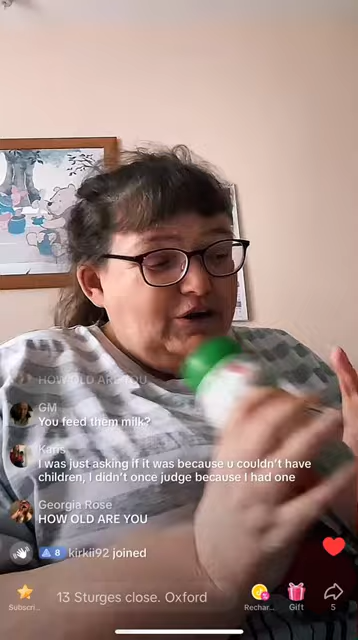 HOW OLD ARE YOU
GM
You feed them milk?
Karis
I was just asking if it was because u couldn't have
children, I didn't once judge because I had one
Georgia Rose
HOW OLD ARE YOU
8 kirkii92 joined
13 Sturges close. Oxford
Subscri... Rechar... Gift 5